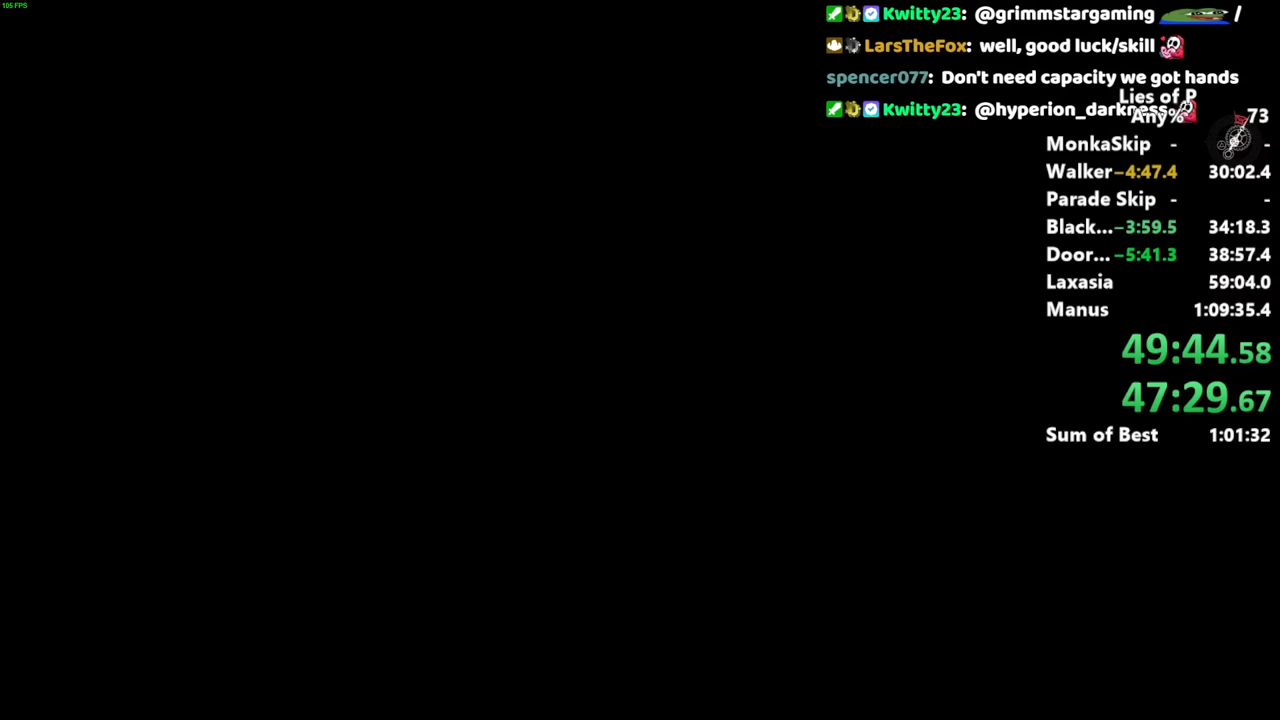 105 FPS
Kwitty23: @grimmstargaming /
LarsTheFox: well, good luck/skill
spencer077: Don't need capacity we got hands
Kwitty23: @hyperion_darkness
Lies of P
Any% 73
MonkaSkip - -
Walker -4:47.4 30:02.4
Parade Skip - -
Black... -3:59.5 34:18.3
Door... -5:41.3 38:57.4
Laxasia 59:04.0
Manus 1:09:35.4
49:44.58
47:29.67
Sum of Best 1:01:32